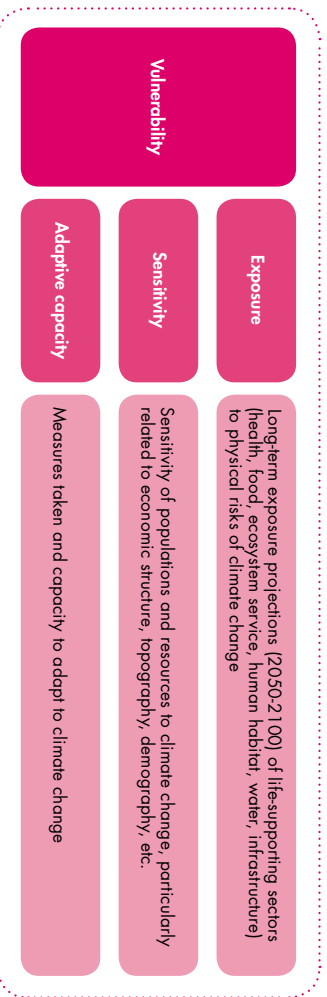 Vulnerability
Exposure
Long-term exposure projections (2050-2100) of life-supporting sectors
(health, food, ecosystem service, human habitat, water, infrastructure)
to physical risks of climate change
Sensitivity
Sensitivity of populations and resources to climate change, particularly
related to economic structure, topography, demography, etc.
Adaptive capacity
Measures taken and capacity to adapt to climate change